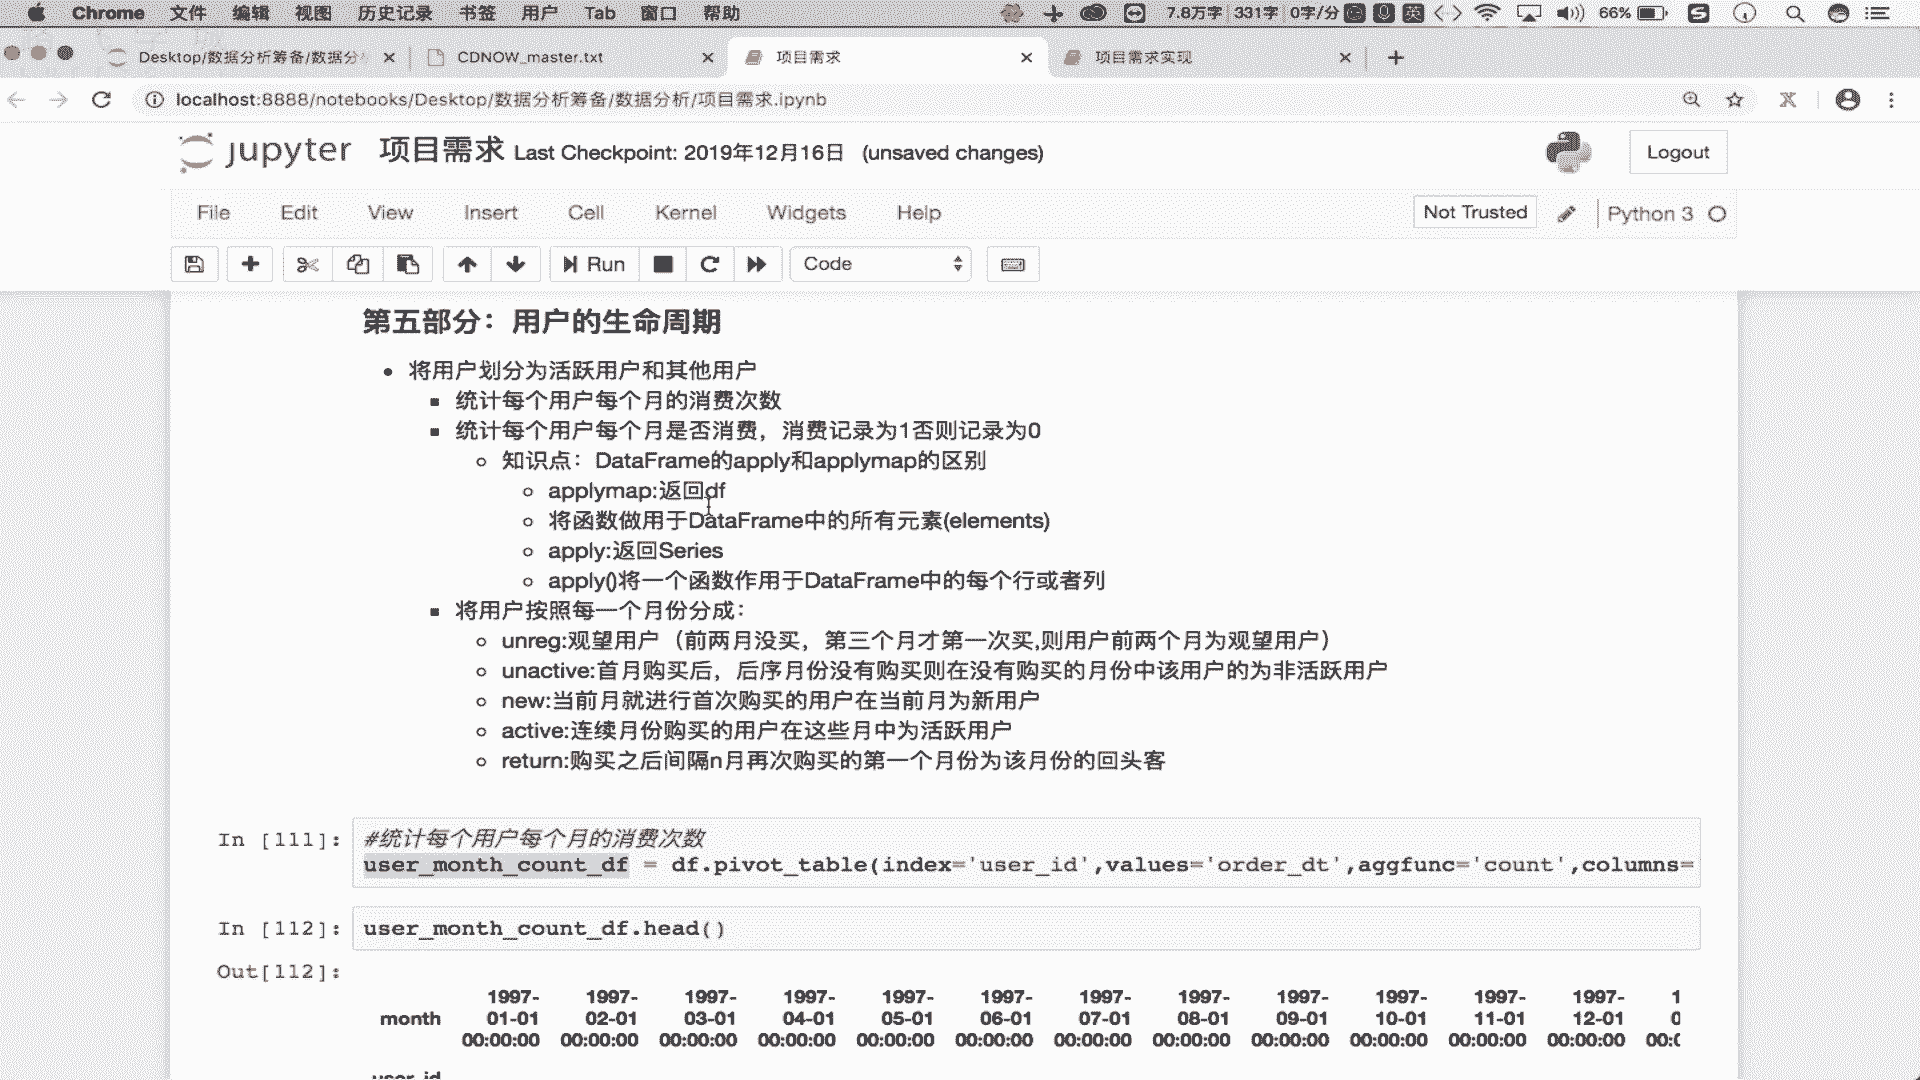 Chrome 文件 编辑 视图 历史记录 书签 用户 Tab 窗口 帮助 7.8万字 331字 0字/分 英 66%
Desktop/数据分析筹备/数据分 CDNOW_master.txt 项目需求 项目需求实现
localhost:8888/notebooks/Desktop/数据分析筹备/数据分析/项目需求.ipynb
jupyter 项目需求 Last Checkpoint: 2019年12月16日 (unsaved changes) Logout
File Edit View Insert Cell Kernel Widgets Help Not Trusted Python 3
Run Code
第五部分：用户的生命周期
将用户划分为活跃用户和其他用户
统计每个用户每个月的消费次数
统计每个用户每个月是否消费，消费记录为1否则记录为0
知识点：DataFrame的apply和applymap的区别
applymap:返回df
将函数做用于DataFrame中的所有元素(elements)
apply:返回Series
apply()将一个函数作用于DataFrame中的每个行或者列
将用户按照每一个月份分成：
unreg:观望用户（前两月没买，第三个月才第一次买,则用户前两个月为观望用户）
unactive:首月购买后，后序月份没有购买则在没有购买的月份中该用户的为非活跃用户
new:当前月就进行首次购买的用户在当前月为新用户
active:连续月份购买的用户在这些月中为活跃用户
return:购买之后间隔n月再次购买的第一个月份为该月份的回头客
In [111]: #统计每个用户每个月的消费次数
user_month_count_df = df.pivot_table(index='user_id',values='order_dt',aggfunc='count',columns=
In [112]: user_month_count_df.head()
Out[112]:
1997- 1997- 1997- 1997- 1997- 1997- 1997- 1997- 1997- 1997- 1997- 1997- 1
month 01-01 02-01 03-01 04-01 05-01 06-01 07-01 08-01 09-01 10-01 11-01 12-01 0
00:00:00 00:00:00 00:00:00 00:00:00 00:00:00 00:00:00 00:00:00 00:00:00 00:00:00 00:00:00 00:00:00 00:00:00 00:(
user_id